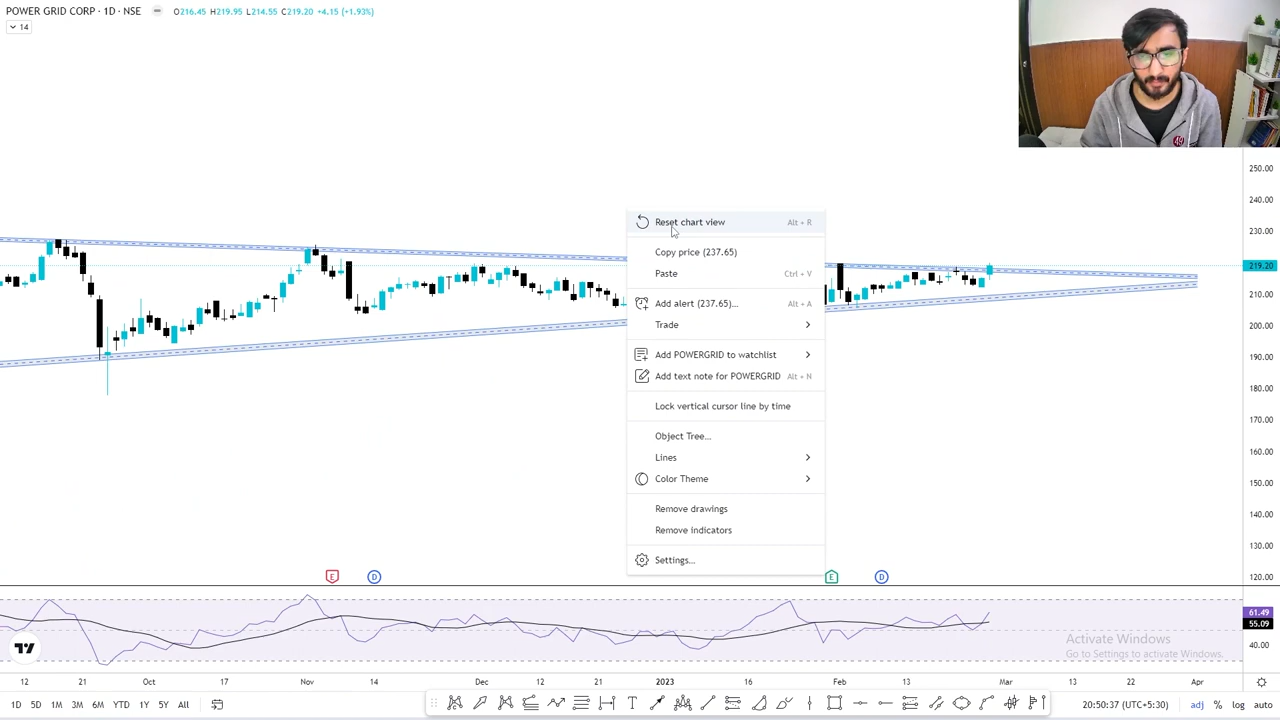 POWER GRID CORP · 1D · NSE O216.45 H219.95 L214.55 C219.20 +4.15 (+1.93%)
14
250.00
240.00
230.00
219.20
210.00
200.00
190.00
180.00
170.00
160.00
150.00
140.00
130.00
120.00
Reset chart view Alt + R
Copy price (237.65)
Paste Ctrl + V
Add alert (237.65)... Alt + A
Trade
Add POWERGRID to watchlist
Add text note for POWERGRID Alt + N
Lock vertical cursor line by time
Object Tree...
Lines
Color Theme
Remove drawings
Remove indicators
Settings...
E D E D
61.49
55.09
40.00
Activate Windows
Go to Settings to activate Windows.
12 21 Oct 17 Nov 14 21 Dec 12 21 2023 16 Feb 13 Mar 13 22 Apr
1D 5D 1M 3M 6M YTD 1Y 5Y All 20:50:37 (UTC+5:30) adj % log auto